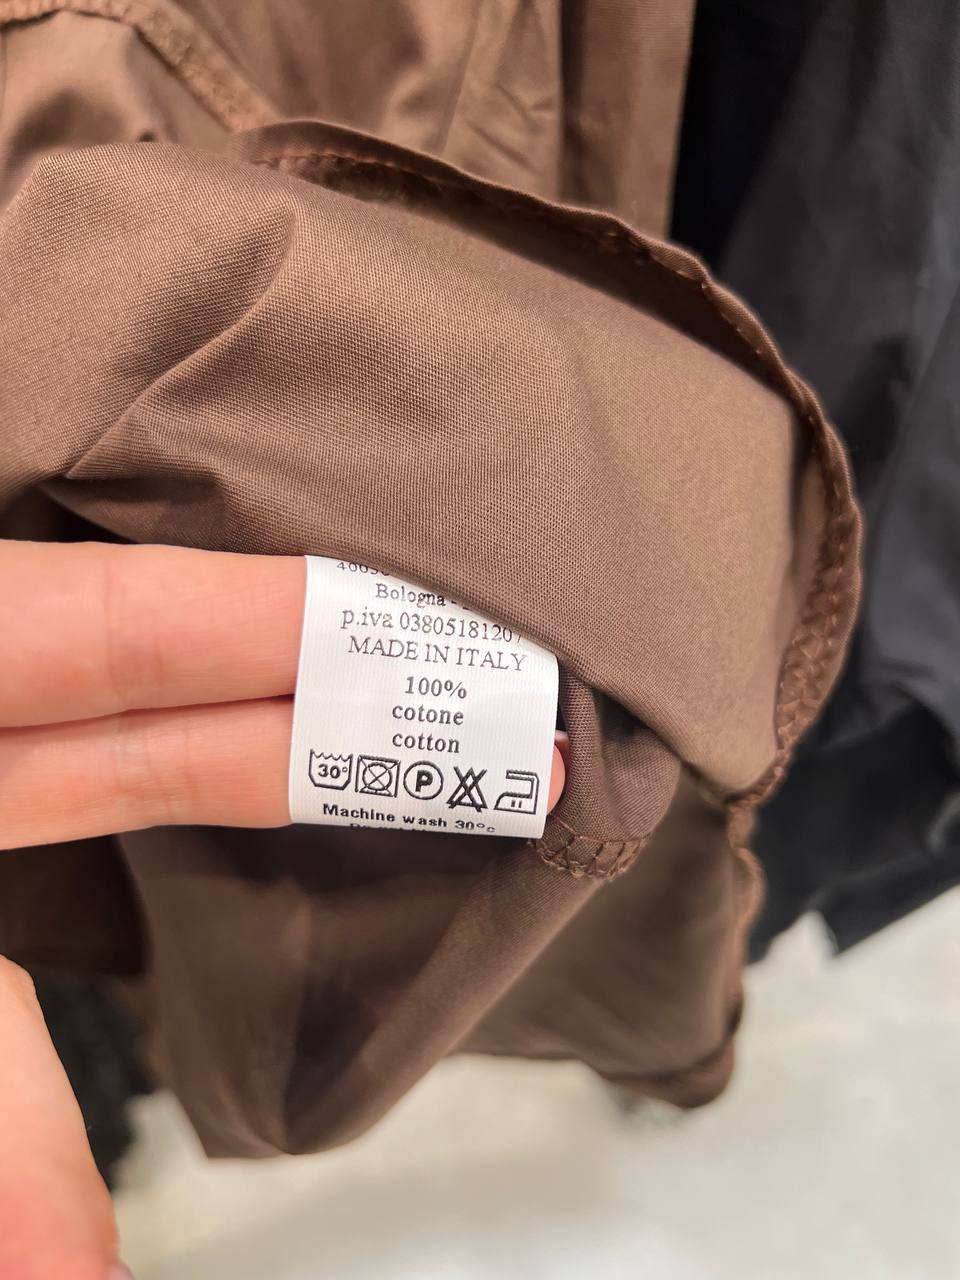 Bologna -
p.iva 03805181207
MADE IN ITALY
100%
cotone
cotton
30°
P
Machine wash 30°c